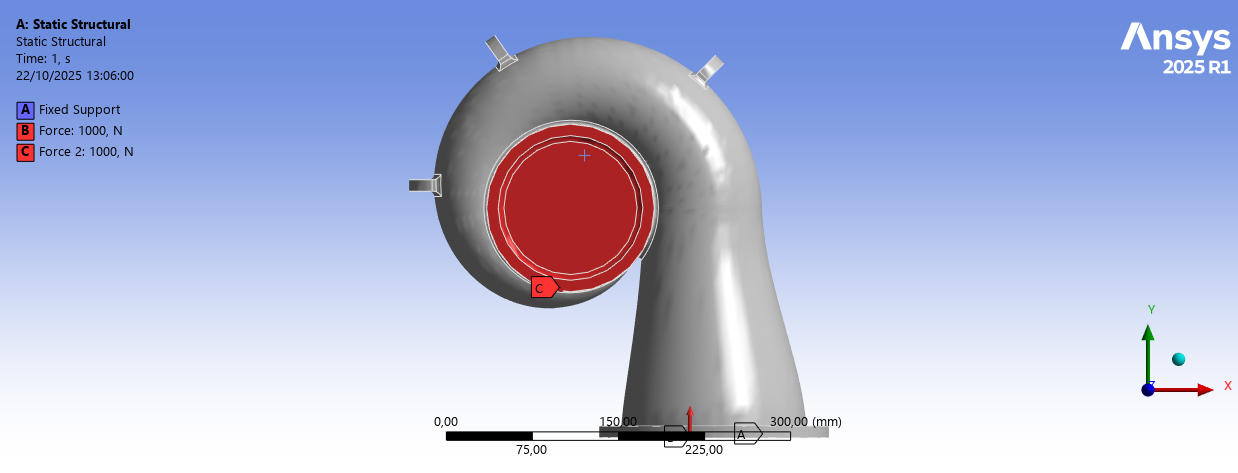 A: Static Structural
Static Structural
Time: 1, s
22/10/2025 13:06:00
A Fixed Support
B Force: 1000, N
C Force 2: 1000, N
Ansys
2025 R1
C
Y
X
Z
A
0,00 150,00 300,00 (mm)
75,00 225,00